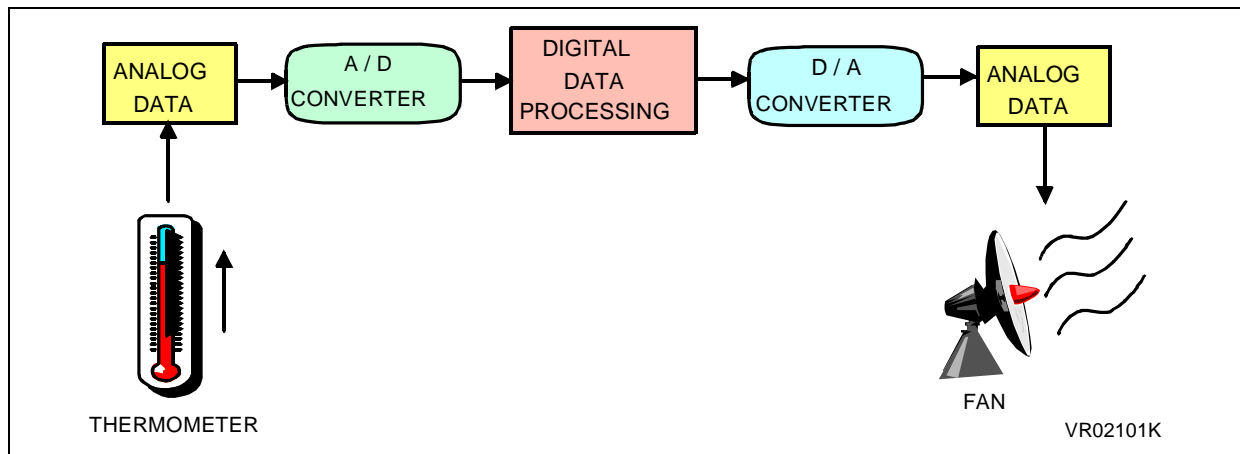 ANALOG
DATA
A / D
CONVERTER
DIGITAL
DATA
PROCESSING
D / A
CONVERTER
ANALOG
DATA
THERMOMETER
FAN
VR02101K